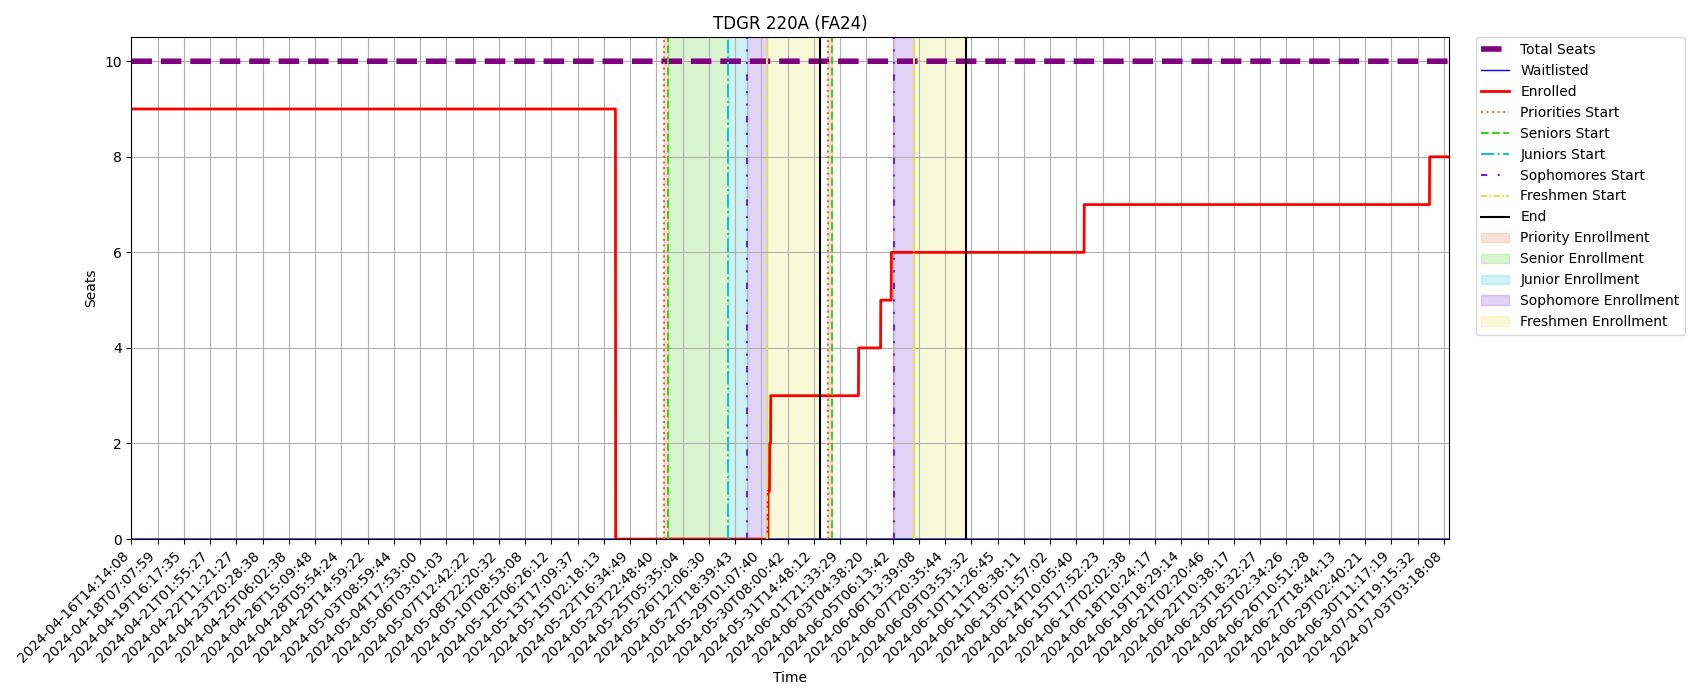 TDGR 220A (FA24)
Seats
10
8
6
4
2
0
2024-04-16T14:14:08
2024-04-18T07:07:59
2024-04-19T16:17:35
2024-04-21T01:55:27
2024-04-22T11:21:27
2024-04-23T20:28:38
2024-04-25T06:02:38
2024-04-26T15:09:48
2024-04-28T05:54:24
2024-04-29T14:59:22
2024-05-03T08:59:44
2024-05-04T17:53:00
2024-05-06T03:01:03
2024-05-07T12:42:22
2024-05-08T22:20:32
2024-05-10T08:53:08
2024-05-12T06:26:12
2024-05-13T17:09:37
2024-05-15T02:18:13
2024-05-22T16:34:49
2024-05-23T22:48:40
2024-05-25T05:35:04
2024-05-26T12:06:30
2024-05-27T18:39:43
2024-05-29T01:07:40
2024-05-30T08:00:42
2024-05-31T14:48:12
2024-06-01T21:33:29
2024-06-03T04:38:20
2024-06-05T06:13:42
2024-06-06T13:39:08
2024-06-07T20:35:44
2024-06-09T03:53:32
2024-06-10T11:26:45
2024-06-11T18:38:11
2024-06-13T01:57:02
2024-06-14T10:05:40
2024-06-15T17:52:23
2024-06-17T02:02:38
2024-06-18T10:24:17
2024-06-19T18:29:14
2024-06-21T02:20:46
2024-06-22T10:38:17
2024-06-23T18:32:27
2024-06-25T02:34:26
2024-06-26T10:51:28
2024-06-27T18:44:13
2024-06-29T02:40:21
2024-06-30T11:17:19
2024-07-01T19:15:32
2024-07-03T03:18:08
Time
Total Seats
Waitlisted
Enrolled
Priorities Start
Seniors Start
Juniors Start
Sophomores Start
Freshmen Start
End
Priority Enrollment
Senior Enrollment
Junior Enrollment
Sophomore Enrollment
Freshmen Enrollment